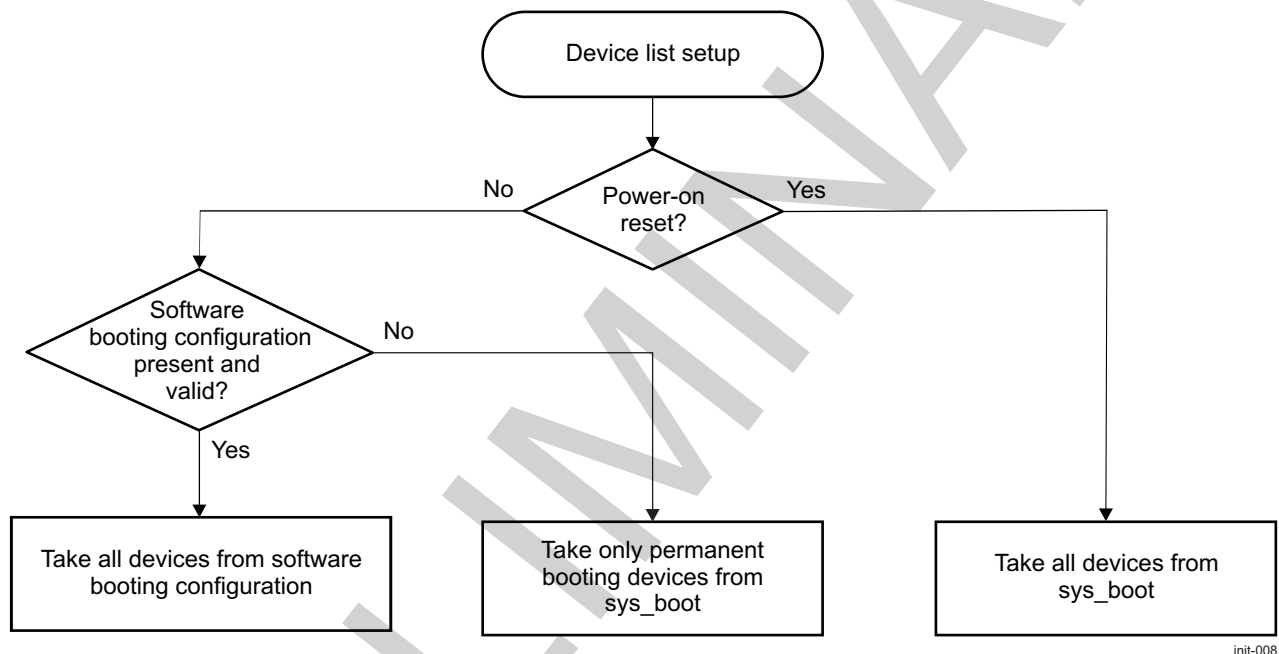 Device list setup
No
Power-on
reset?
Yes
Software
booting configuration
present and
valid?
No
Yes
Take all devices from software
booting configuration
Take only permanent
booting devices from
sys_boot
Take all devices from
sys_boot
init-008